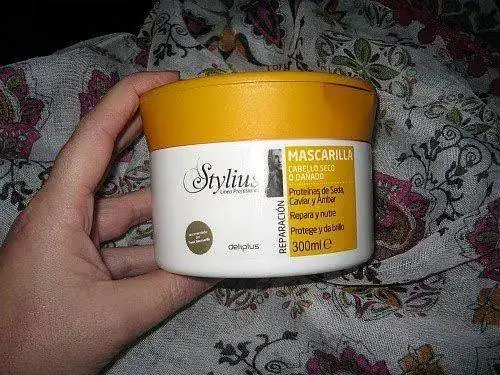 Stylius
Línea Profesional
deliplus
REPARACIÓN
MASCARILLA
CABELLO SECO
O DAÑADO
Proteínas de Seda,
Caviar y Ámbar
Repara y nutre
Protege y da brillo
300ml e